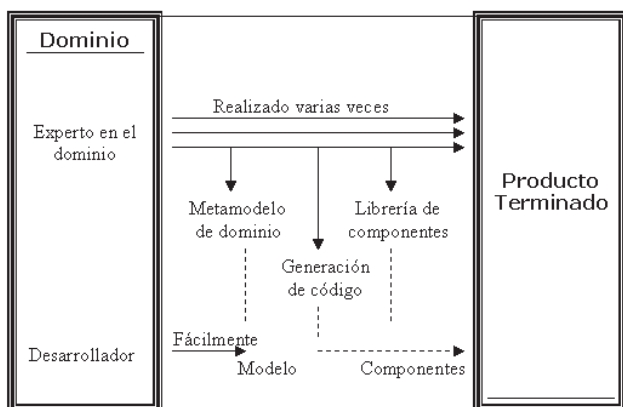 Dominio
Realizado varias veces
Experto en el
dominio
Metamodelo
de dominio
Librería de
componentes
Generación
de código
Producto
Terminado
Desarrollador
Fácilmente
Modelo
Componentes